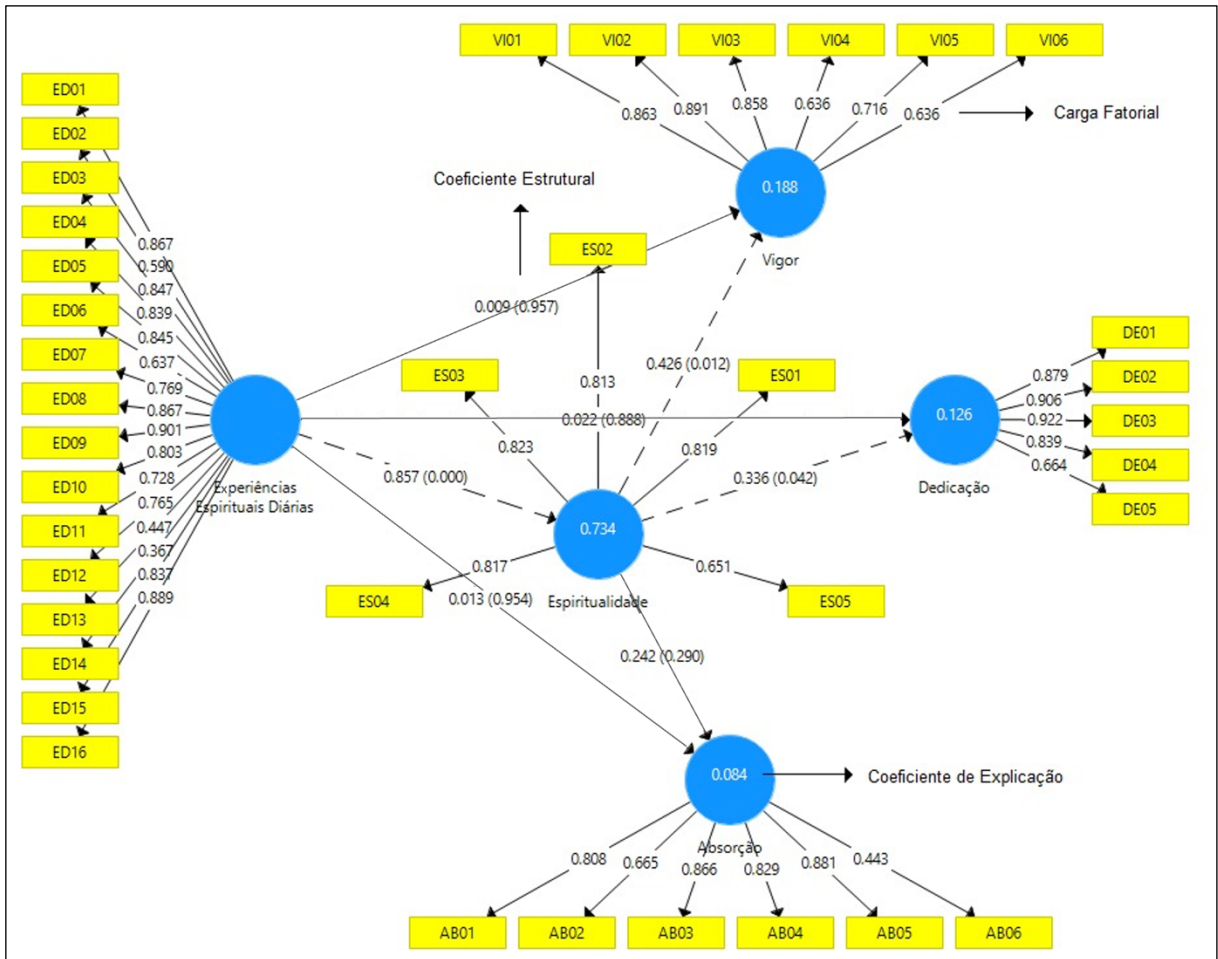 VI01 VI02 VI03 VI04 VI05 VI06
0.863 0.891 0.858 0.636 0.716 0.636
Carga Fatorial
0.188
Vigor
Coeficiente Estrutural
ED01
ED02
ED03
ED04
ED05
ED06
ED07
ED08
ED09
ED10
ED11
ED12
ED13
ED14
ED15
ED16
0.867
0.590
0.847
0.839
0.845
0.637
0.769
0.867
0.901
0.803
0.728
0.765
0.447
0.367
0.837
0.889
Experiências
Espirituais Diárias
ES02
0.009 (0.957)
0.426 (0.012)
ES03
ES01
0.813
0.022 (0.888)
0.823
0.819
0.857 (0.000)
0.336 (0.042)
0.734
Espiritualidade
0.817
0.651
ES04
ES05
0.013 (0.954)
0.242 (0.290)
0.126
Dedicação
0.879
0.906
0.922
0.839
0.664
DE01
DE02
DE03
DE04
DE05
0.084
Coeficiente de Explicação
Absorção
0.808 0.665 0.866 0.829 0.881 0.443
AB01 AB02 AB03 AB04 AB05 AB06